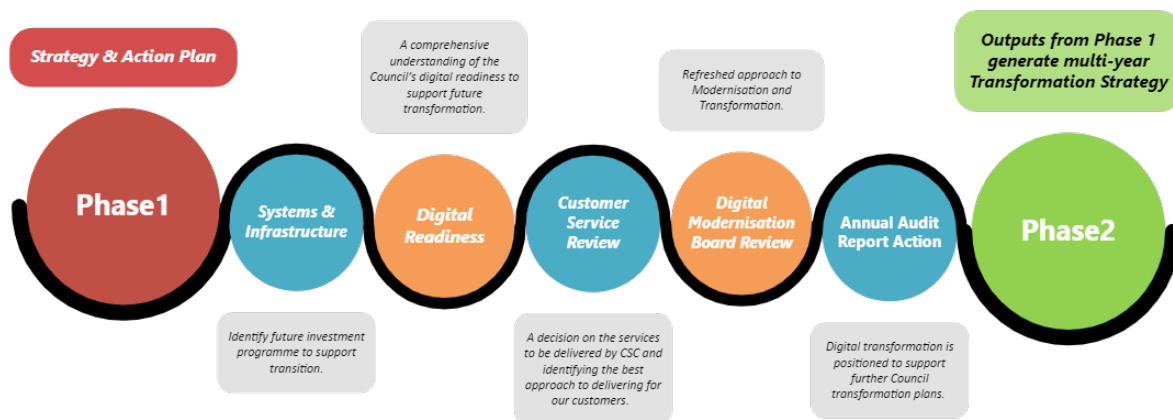 Strategy & Action Plan
Phase1
Systems &
Infrastructure
Identify future investment
programme to support
transition.
A comprehensive
understanding of the
Council's digital readiness to
support future
transformation.
Digital
Readiness
Customer
Service
Review
A decision on the services
to be delivered by CSC and
identifying the best
approach to delivering for
our customers.
Refreshed approach to
Modernisation and
Transformation.
Digital
Modernisation
Board Review
Annual Audit
Report Action
Digital transformation is
positioned to support
further Council
transformation plans.
Outputs from Phase 1
generate multi-year
Transformation Strategy
Phase2